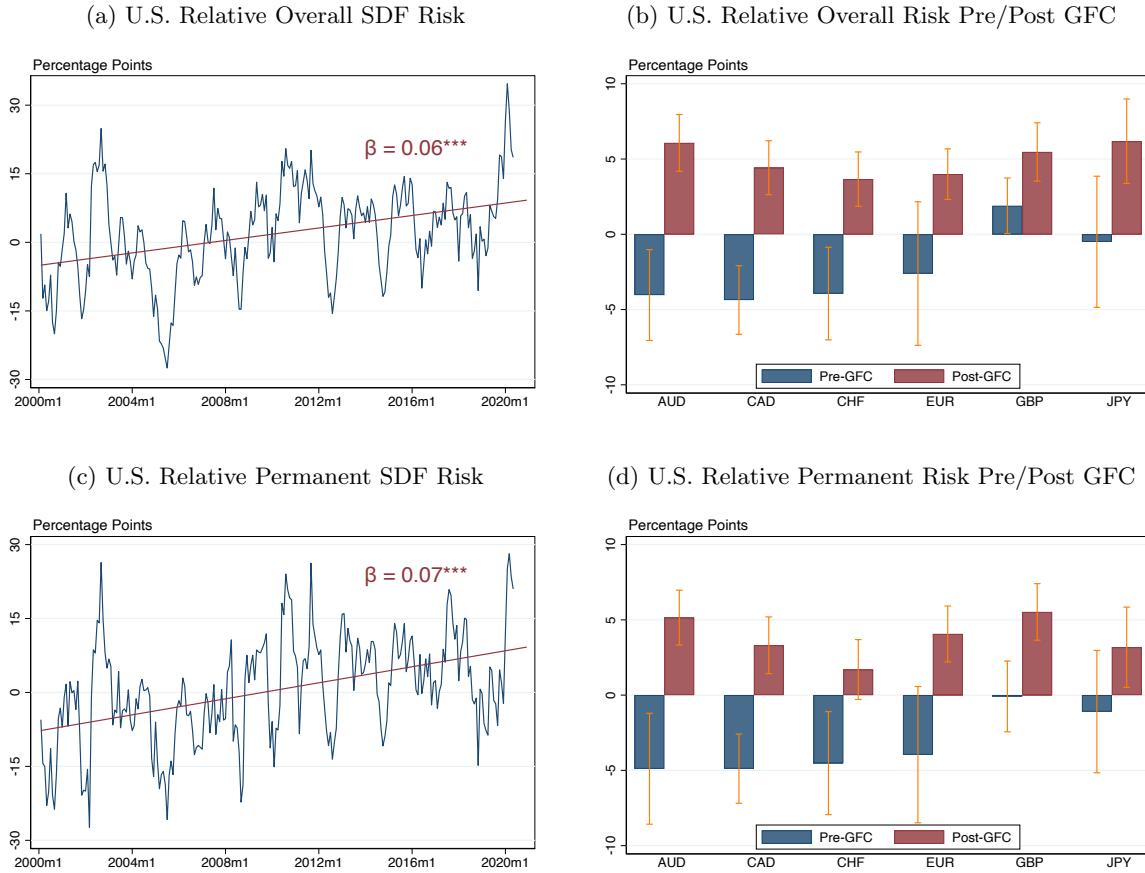 (a) U.S. Relative Overall SDF Risk
Percentage Points
30
15
0
-15
-30
β = 0.06***
2000m1 2004m1 2008m1 2012m1 2016m1 2020m1
(b) U.S. Relative Overall Risk Pre/Post GFC
Percentage Points
10
5
0
-5
-10
Pre-GFC Post-GFC
AUD CAD CHF EUR GBP JPY
(c) U.S. Relative Permanent SDF Risk
Percentage Points
30
15
0
-15
-30
β = 0.07***
2000m1 2004m1 2008m1 2012m1 2016m1 2020m1
(d) U.S. Relative Permanent Risk Pre/Post GFC
Percentage Points
10
5
0
-5
-10
Pre-GFC Post-GFC
AUD CAD CHF EUR GBP JPY